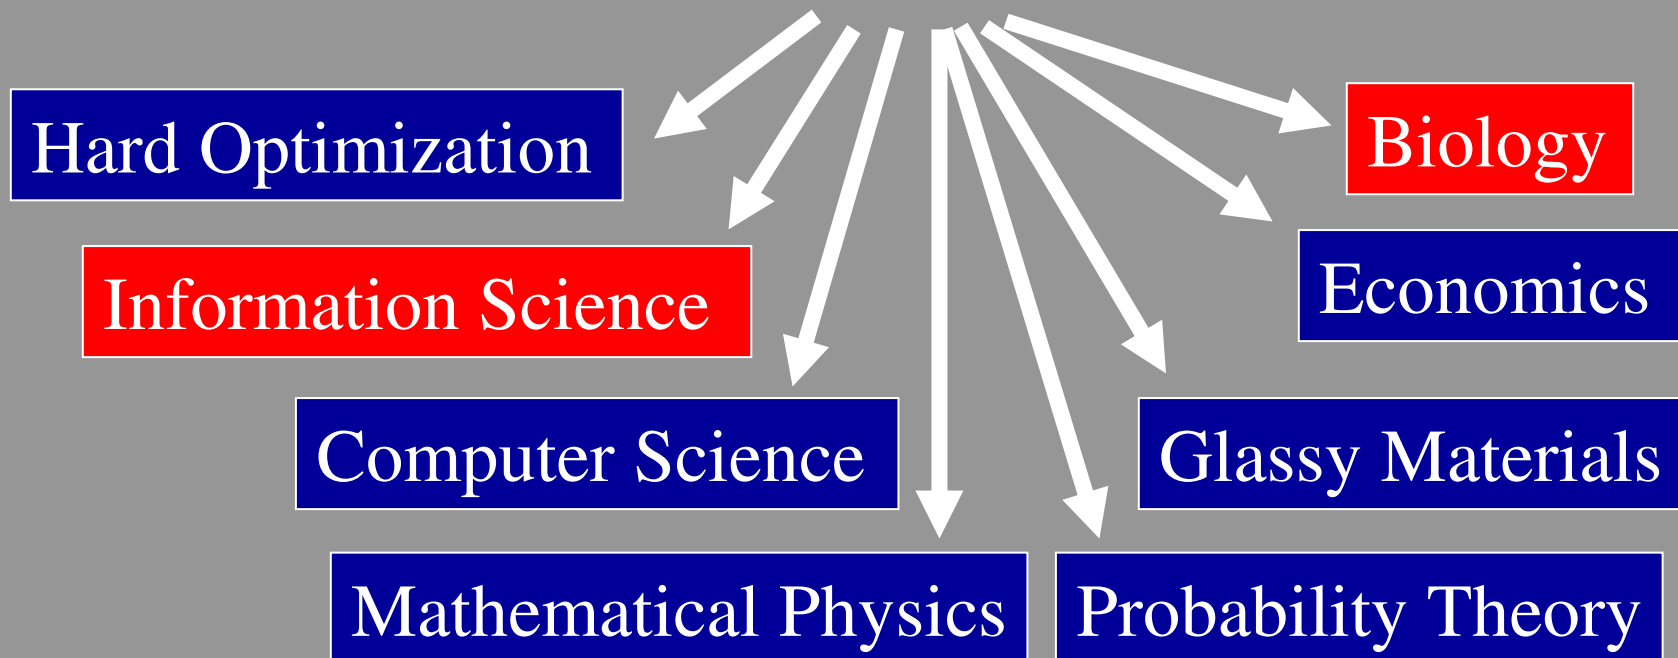 Hard Optimization
Biology
Information Science
Economics
Computer Science
Glassy Materials
Mathematical Physics
Probability Theory